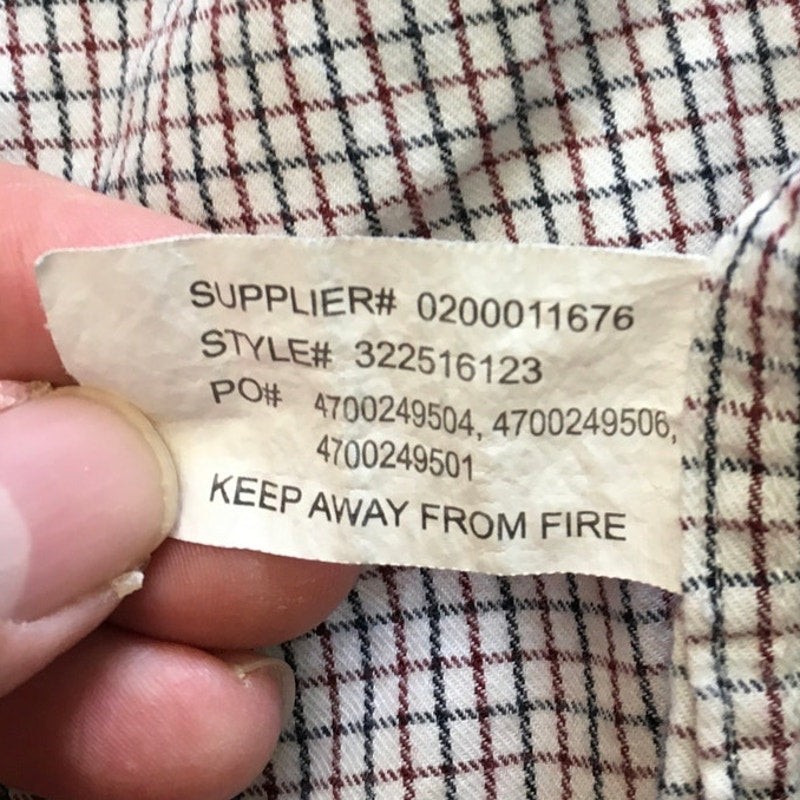 SUPPLIER# 0200011676
STYLE# 322516123
PO# 4700249504, 4700249506,
4700249501
KEEP AWAY FROM FIRE